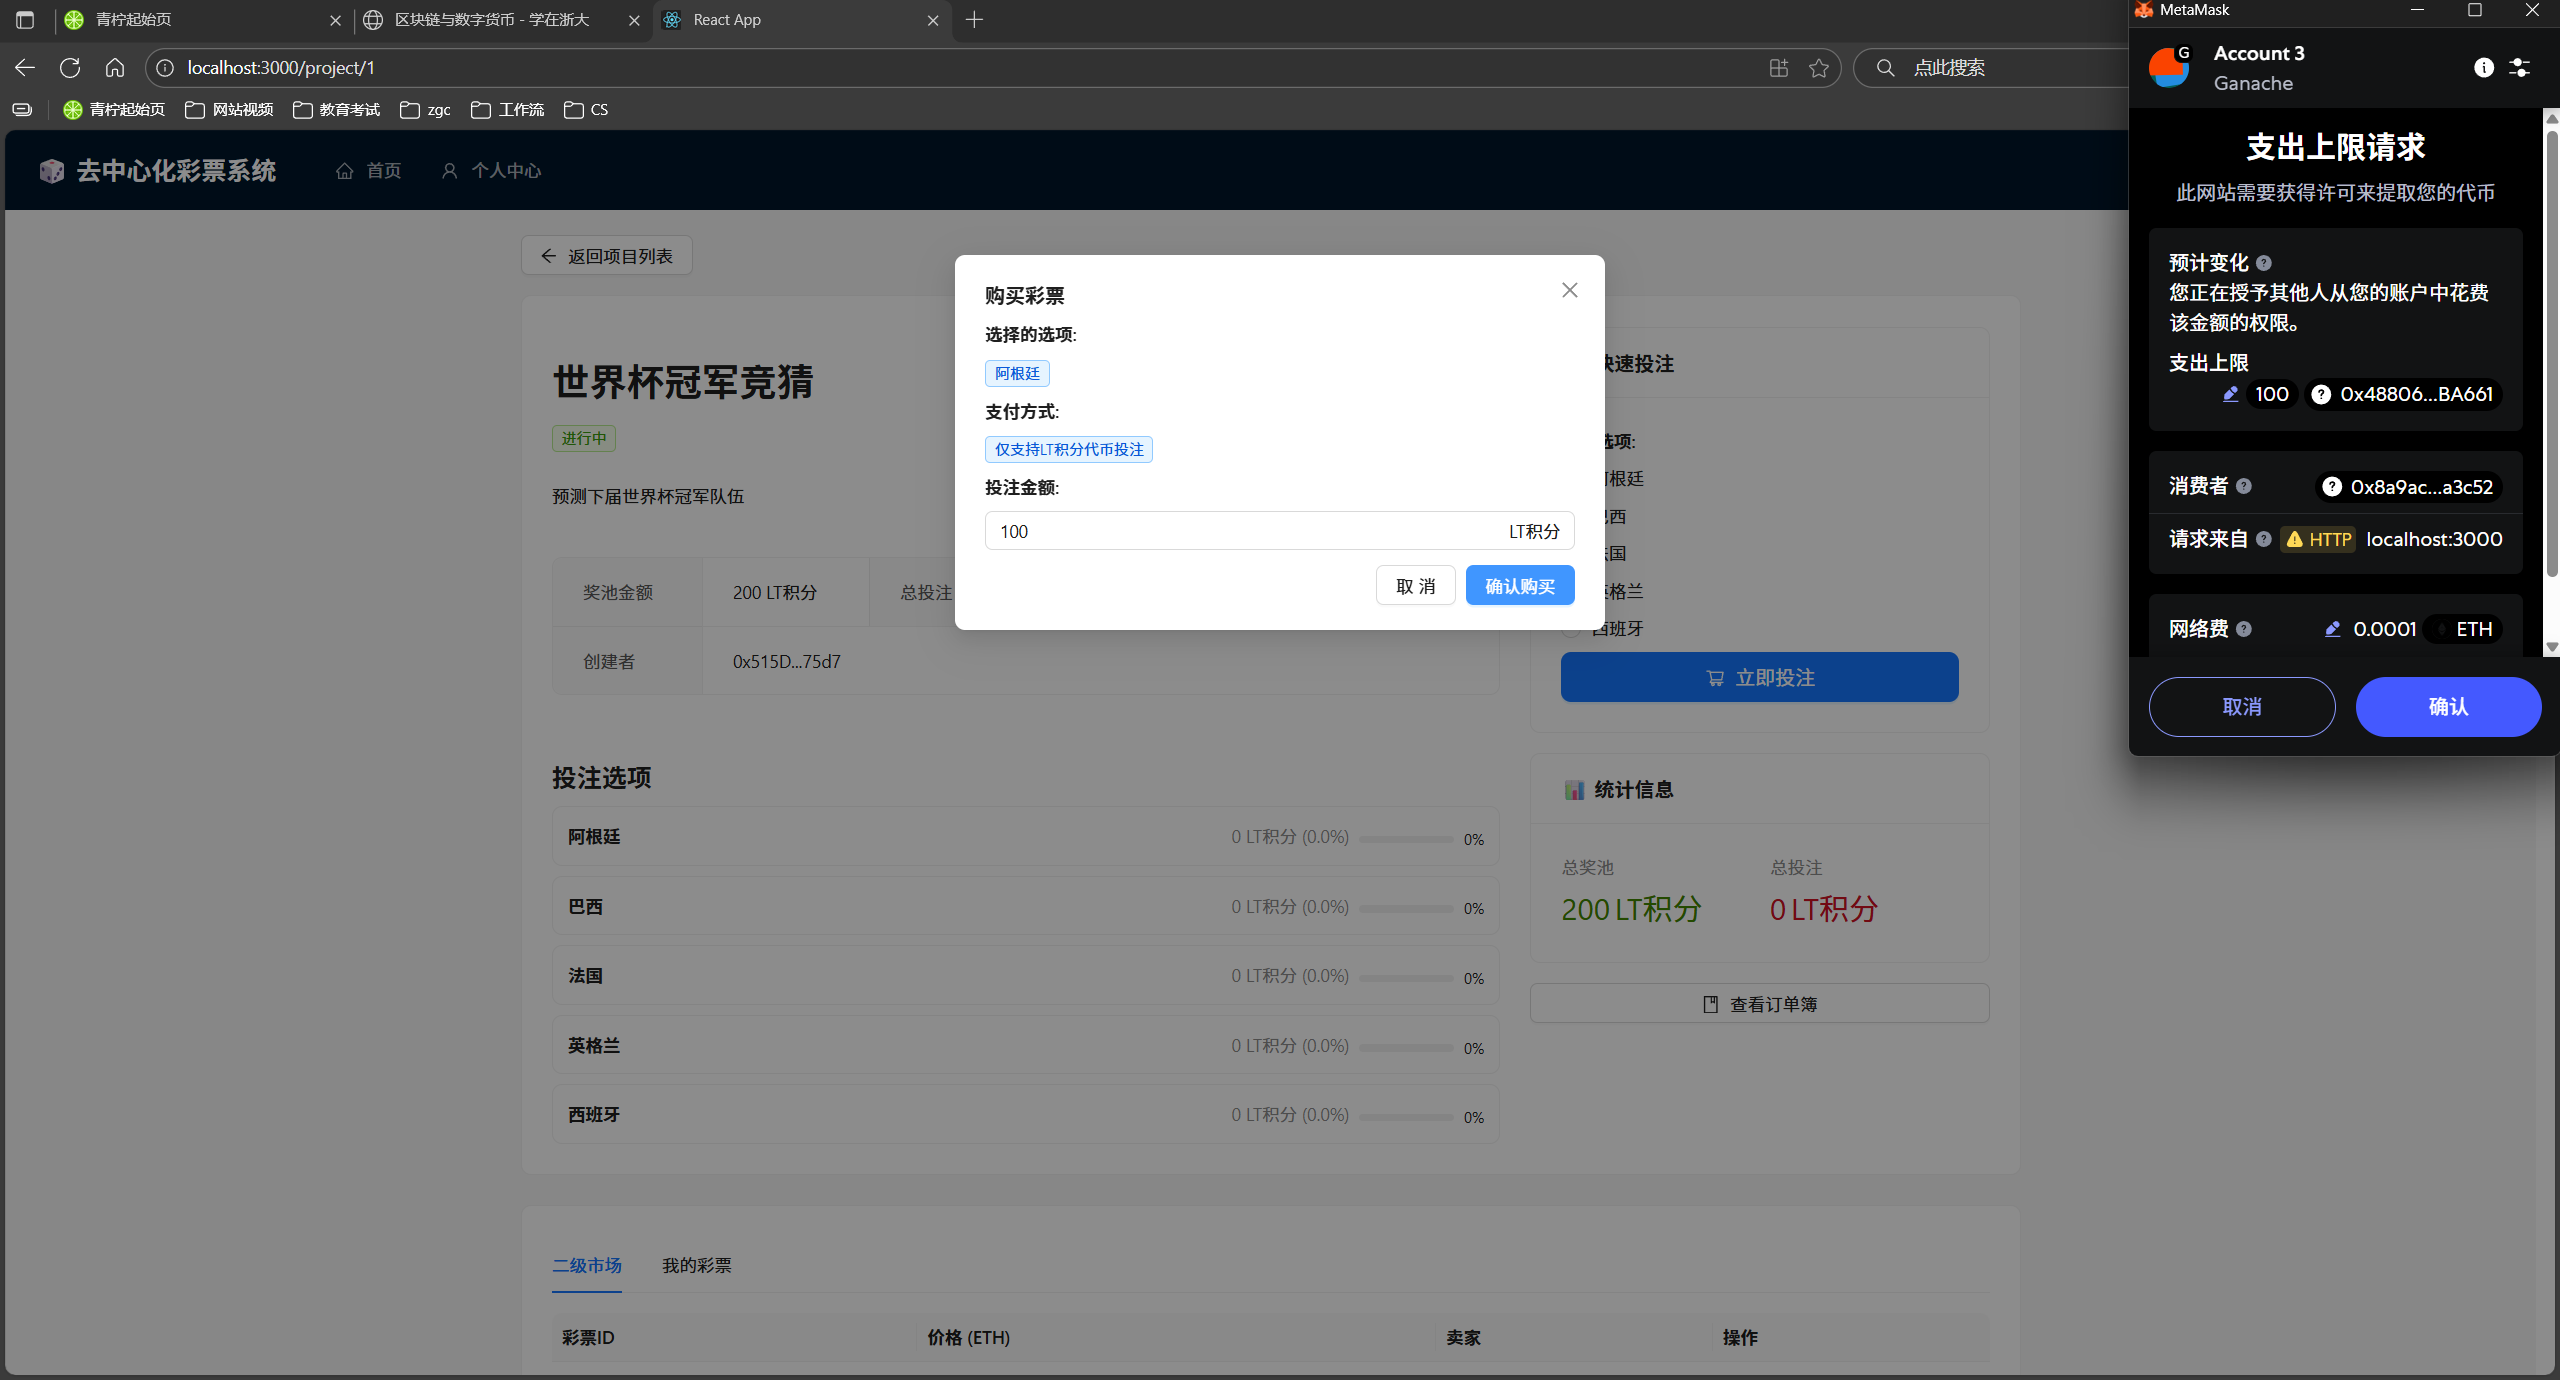 青柠起始页
区块链与数字货币 - 学在浙大
React App
localhost:3000/project/1
点此搜索
青柠起始页
网站视频
教育考试
zgc
工作流
CS
去中心化彩票系统
首页
个人中心
返回项目列表
世界杯冠军竞猜
进行中
预测下届世界杯冠军队伍
奖池金额
200 LT积分
总投注
创建者
0x515D...75d7
投注选项
阿根廷
0 LT积分 (0.0%)
0%
巴西
0 LT积分 (0.0%)
0%
法国
0 LT积分 (0.0%)
0%
英格兰
0 LT积分 (0.0%)
0%
西班牙
0 LT积分 (0.0%)
0%
购买彩票
选择的选项:
阿根廷
支付方式:
仅支持LT积分代币投注
投注金额:
100
LT积分
取 消
确认购买
速投注
选项:
根廷
西
国
格兰
西班牙
立即投注
统计信息
总奖池
总投注
200 LT积分
0 LT积分
查看订单簿
二级市场
我的彩票
彩票ID
价格 (ETH)
卖家
操作
MetaMask
G
Account 3
Ganache
支出上限请求
此网站需要获得许可来提取您的代币
预计变化
您正在授予其他人从您的账户中花费
该金额的权限。
支出上限
100
0x48806...BA661
消费者
0x8a9ac...a3c52
请求来自
HTTP
localhost:3000
网络费
0.0001
ETH
取消
确认